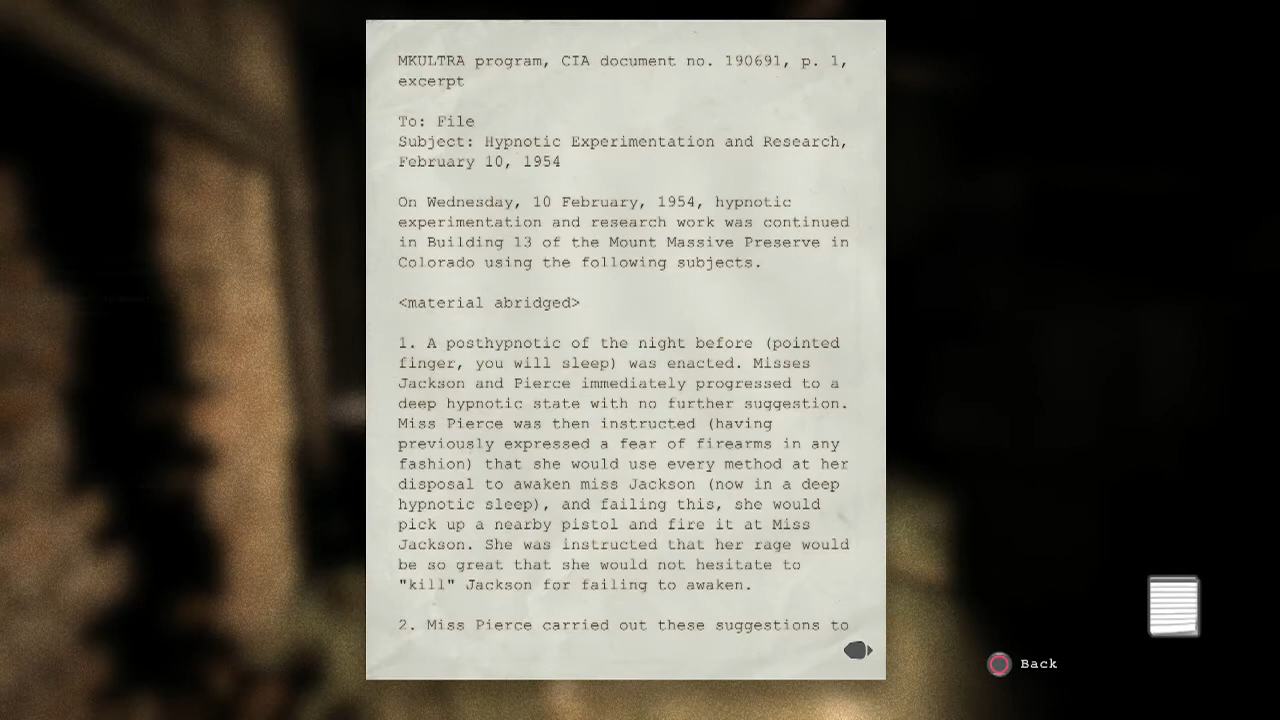 MKULTRA program, CIA document no. 190691, p. 1,
excerpt
To: File
Subject: Hypnotic Experimentation and Research,
February 10, 1954
On Wednesday, 10 February, 1954, hypnotic
experimentation and research work was continued
in Building 13 of the Mount Massive Preserve in
Colorado using the following subjects.
<material abridged>
1. A posthypnotic of the night before (pointed
finger, you will sleep) was enacted. Misses
Jackson and Pierce immediately progressed to a
deep hypnotic state with no further suggestion.
Miss Pierce was then instructed (having
previously expressed a fear of firearms in any
fashion) that she would use every method at her
disposal to awaken miss Jackson (now in a deep
hypnotic sleep), and failing this, she would
pick up a nearby pistol and fire it at Miss
Jackson. She was instructed that her rage would
be so great that she would not hesitate to
"kill" Jackson for failing to awaken.
2. Miss Pierce carried out these suggestions to
Back